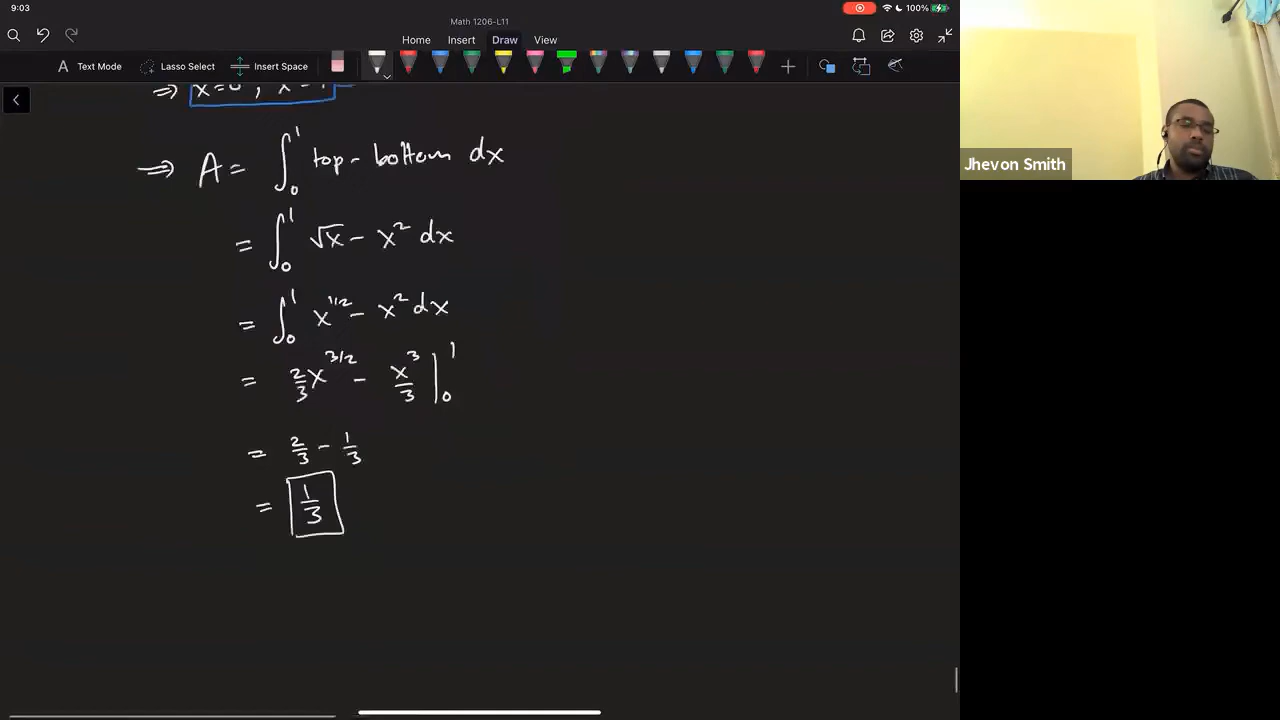 9:03
100%
Math 1206-L11
Home Insert Draw View
Text Mode Lasso Select Insert Space
⇒ x=0 , x=1
⇒ A = ∫₀¹ top - bottom dx
= ∫₀¹ √x - x² dx
= ∫₀¹ x^1/2 - x² dx
= 2/3 x^3/2 - x³/3 |₀¹
= 2/3 - 1/3
= 1/3
Jhevon Smith